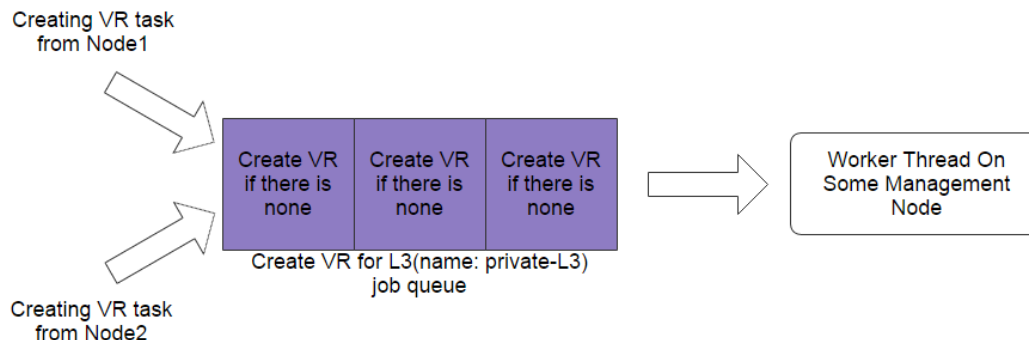 Creating VR task
from Node1
Create VR
if there is
none
Create VR
if there is
none
Create VR
if there is
none
Worker Thread On
Some Management
Node
Create VR for L3(name: private-L3)
job queue
Creating VR task
from Node2